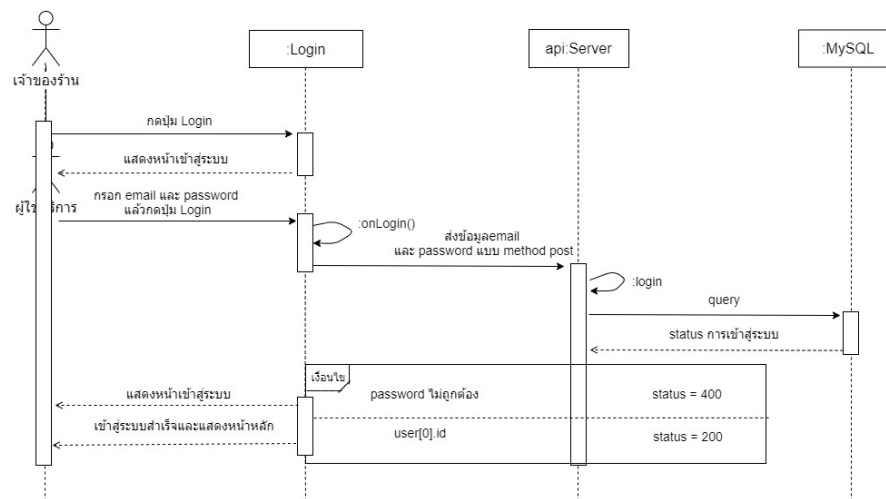 :Login
api:Server
:MySQL
เจ้าของร้าน
กดปุ่ม Login
แสดงหน้าเข้าสู่ระบบ
กรอก email และ password
แล้วกดปุ่ม Login
:onLogin()
ส่งข้อมูลemail
และ password แบบ method post
:login
query
status การเข้าสู่ระบบ
เงื่อนไข
password ไม่ถูกต้อง
status = 400
แสดงหน้าเข้าสู่ระบบ
เข้าสู่ระบบสำเร็จและแสดงหน้าหลัก
user[0].id
status = 200